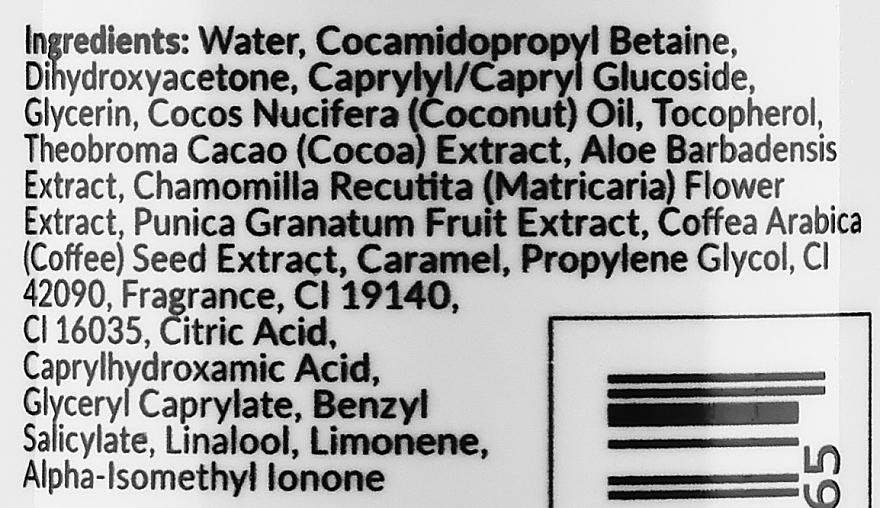 Ingredients: Water, Cocamidopropyl Betaine,
Dihydroxyacetone, Caprylyl/Capryl Glucoside,
Glycerin, Cocos Nucifera (Coconut) Oil, Tocopherol,
Theobroma Cacao (Cocoa) Extract, Aloe Barbadensis
Extract, Chamomilla Recutita (Matricaria) Flower
Extract, Punica Granatum Fruit Extract, Coffea Arabica
(Coffee) Seed Extract, Caramel, Propylene Glycol, CI
42090, Fragrance, CI 19140,
CI 16035, Citric Acid,
Caprylhydroxamic Acid,
Glyceryl Caprylate, Benzyl
Salicylate, Linalool, Limonene,
Alpha-Isomethyl Ionone
65